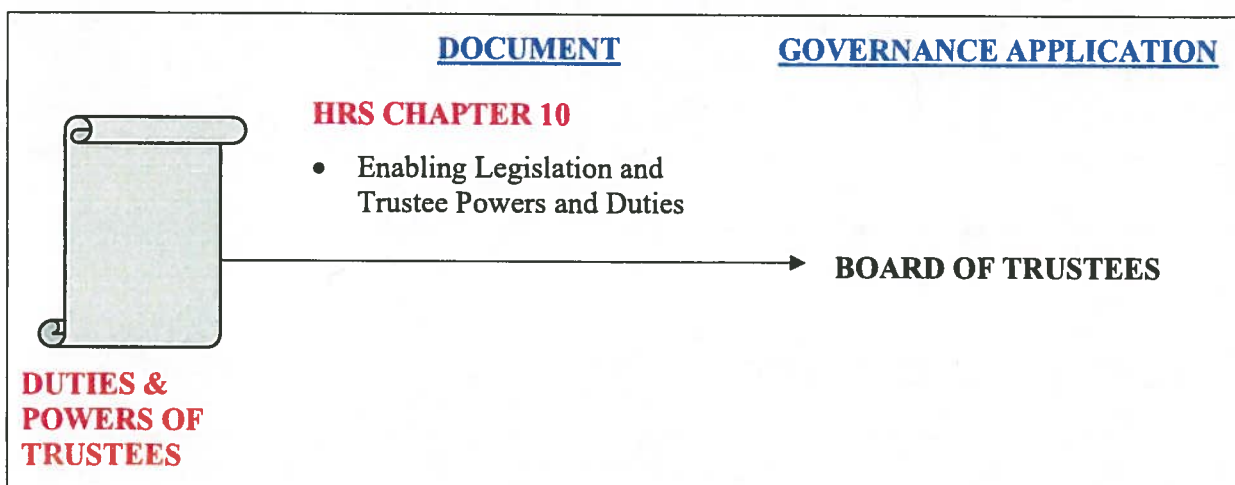 DOCUMENT GOVERNANCE APPLICATION
HRS CHAPTER 10
• Enabling Legislation and
Trustee Powers and Duties
BOARD OF TRUSTEES
DUTIES &
POWERS OF
TRUSTEES